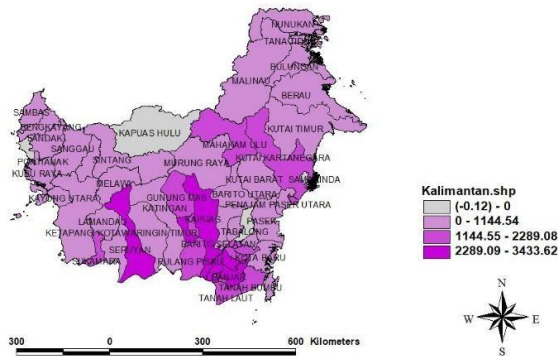 NUNUKAN
TANA TIDUNG
BULUNGAN
MALINAU
BERAU
SAMBAS
BENGKAYANG
LANDAK
KAPUAS HULU
KUTAI TIMUR
MAHAKAM ULU
SANGGAU
PONTIANAK
SINTANG
KUTAI KARTANEGARA
KUBU RAYA
MURUNG RAYA
KUTAI BARAT
SAMARINDA
MELAWI
BARITO UTARA
KAYONG UTARA
GUNUNG MAS
PENAJAM PASER UTARA
KATINGAN
LAMANDAU
KAPUAS
PASER
KETAPANG
KOTAWARINGIN TIMUR
TABALONG
SERUYAN
BARITO SELATAN
KOTA BARU
SUKAMARA
PULANG PISAU
BANJAR
TANAH BUMBU
TANAH LAUT
Kalimantan.shp
(-0.12) - 0
0 - 1144.54
1144.55 - 2289.08
2289.09 - 3433.62
N
W E
S
300 0 300 600 Kilometers